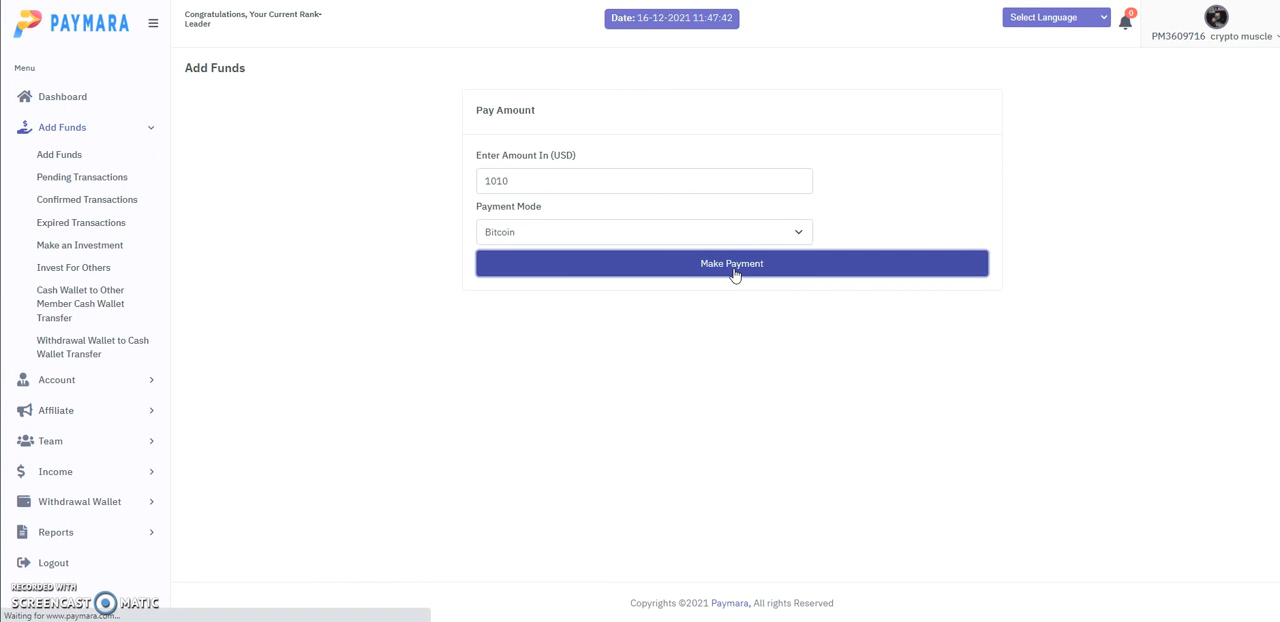 PAYMARA
Congratulations, Your Current Rank-
Leader
Date: 16-12-2021 11:47:42
Select Language
0
PM3609716 crypto muscle
Menu
Dashboard
Add Funds
Add Funds
Pending Transactions
Confirmed Transactions
Expired Transactions
Make an Investment
Invest For Others
Cash Wallet to Other
Member Cash Wallet
Transfer
Withdrawal Wallet to Cash
Wallet Transfer
Account
Affiliate
Team
Income
Withdrawal Wallet
Reports
Logout
RECORDED WITH
SCREENCAST MATIC
Waiting for www.paymara.com...
Add Funds
Pay Amount
Enter Amount In (USD)
1010
Payment Mode
Bitcoin
Make Payment
Copyrights ©2021 Paymara, All rights Reserved